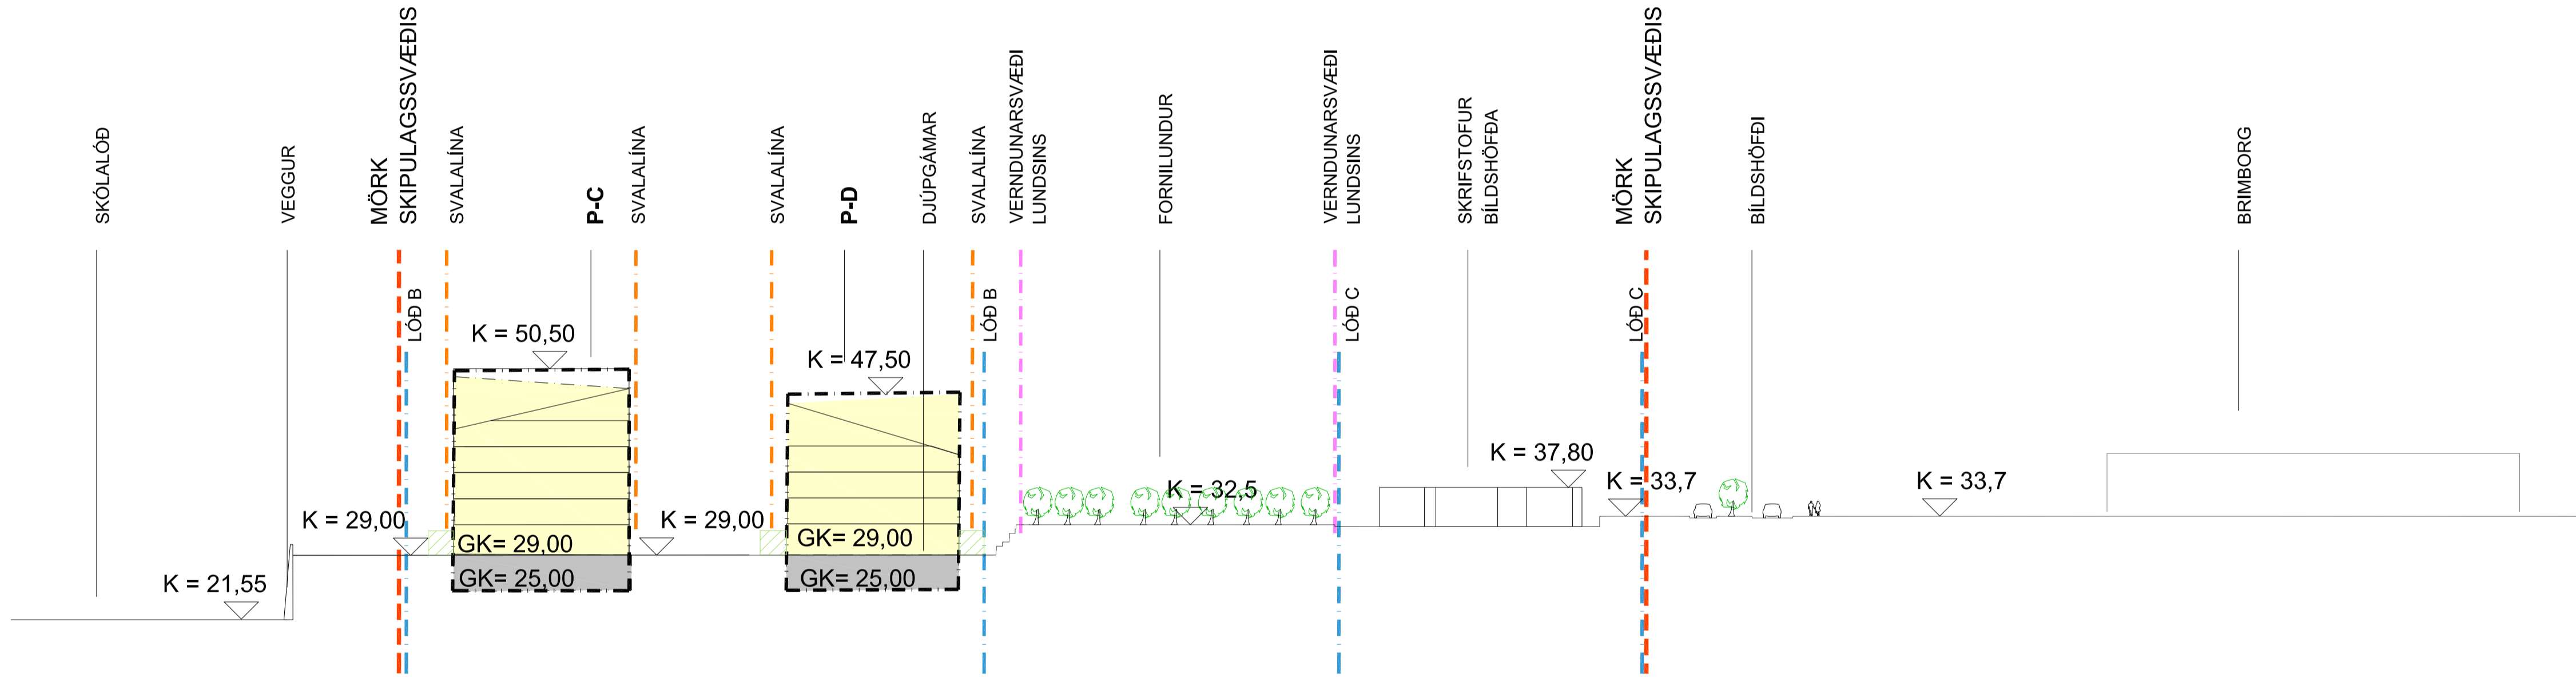 SKÓLALÓÐ
VEGGUR
MÖRK
SKIPULAGSSVÆÐIS
SVALALINA
P-C
SVALALÍNA
SVALALÍNA
P-D
DJÚPGÁMAR
SVALALÍNA
VERNDUNARSVÆÐI
LUNDSINS
FORNILUNDUR
VERNDUNARSVÆÐI
LUNDSINS
SKRIFSTOFUR
BÍLDSHÖFÐA
MÖRK
SKIPULAGSSVÆÐIS
BÍLDSHÖFÐI
BRIMBORG
LÓÐ B
LÓÐ B
LÓÐ C
LÓÐ C
K = 50,50
K = 47,50
K = 37,80
K = 33,7
K = 33,7
K = 32,5
K = 29,00
K = 29,00
GK= 29,00
GK= 29,00
K = 21,55
GK= 25,00
GK= 25,00